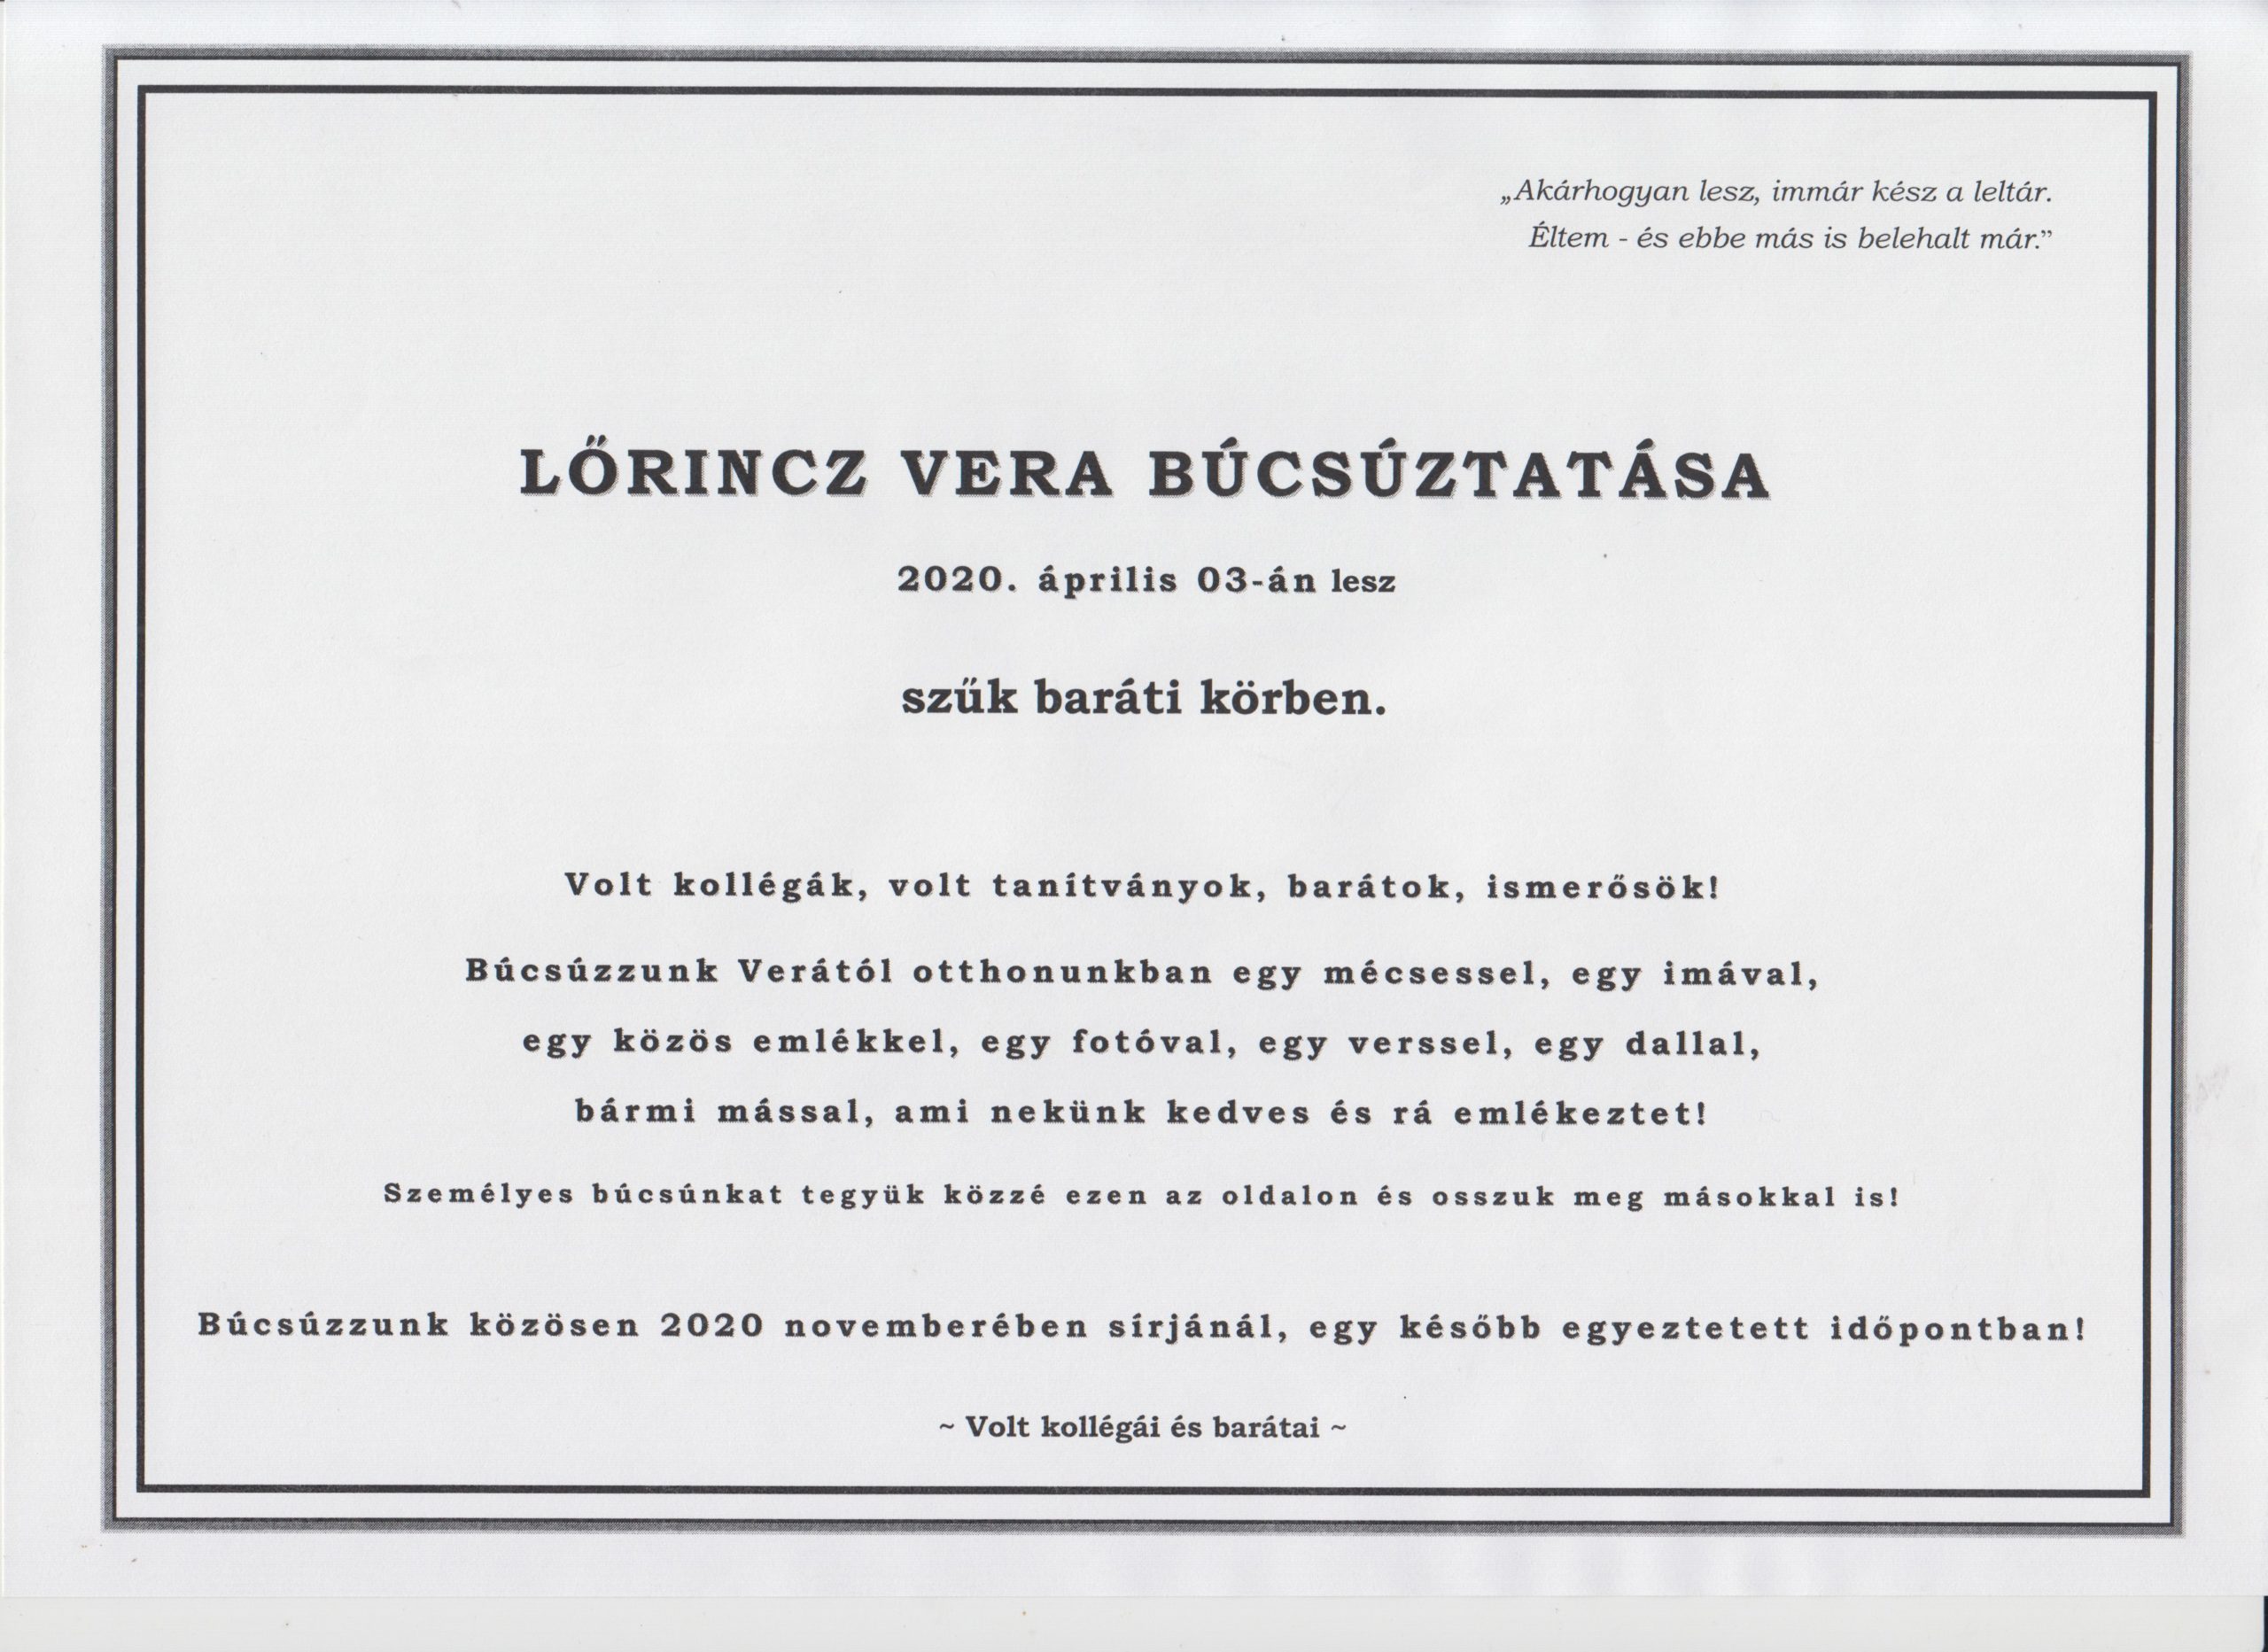 „Akárhogyan lesz, immár kész a leltár.
Éltem - és ebbe más is belehalt már.”
LŐRINCZ VERA BÚCSÚZTATÁSA
2020. április 03-án lesz
szűk baráti körben.
Volt kollégák, volt tanítványok, barátok, ismerősök!
Búcsúzzunk Verától otthonunkban egy mécsessel, egy imával,
egy közös emlékkel, egy fotóval, egy verssel, egy dallal,
bármi mással, ami nekünk kedves és rá emlékeztet!
Személyes búcsúnkat tegyük közzé ezen az oldalon és osszuk meg másokkal is!
Búcsúzzunk közösen 2020 novemberében sírjánál, egy később egyeztetett időpontban!
~ Volt kollégái és barátai ~